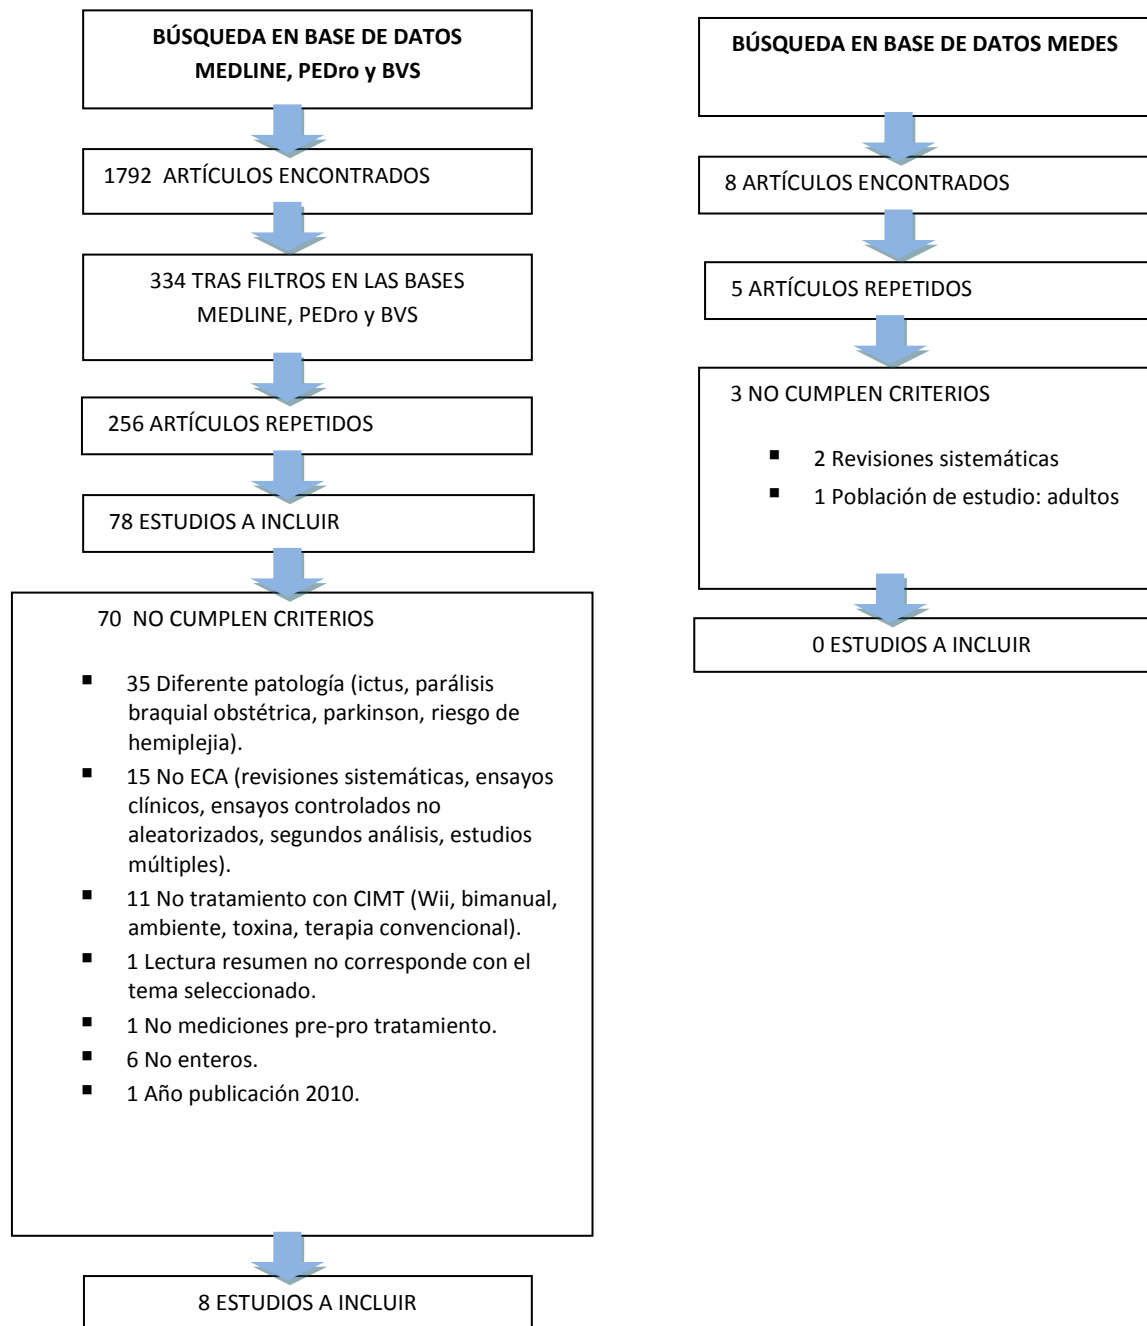 BÚSQUEDA EN BASE DE DATOS
MEDLINE, PEDro y BVS
1792 ARTÍCULOS ENCONTRADOS
334 TRAS FILTROS EN LAS BASES
MEDLINE, PEDro y BVS
256 ARTÍCULOS REPETIDOS
78 ESTUDIOS A INCLUIR
70 NO CUMPLEN CRITERIOS
▪ 35 Diferente patología (ictus, parálisis
braquial obstétrica, parkinson, riesgo de
hemiplejia).
▪ 15 No ECA (revisiones sistemáticas, ensayos
clínicos, ensayos controlados no
aleatorizados, segundos análisis, estudios
múltiples).
▪ 11 No tratamiento con CIMT (Wii, bimanual,
ambiente, toxina, terapia convencional).
▪ 1 Lectura resumen no corresponde con el
tema seleccionado.
▪ 1 No mediciones pre-pro tratamiento.
▪ 6 No enteros.
▪ 1 Año publicación 2010.
8 ESTUDIOS A INCLUIR
BÚSQUEDA EN BASE DE DATOS MEDES
8 ARTÍCULOS ENCONTRADOS
5 ARTÍCULOS REPETIDOS
3 NO CUMPLEN CRITERIOS
▪ 2 Revisiones sistemáticas
▪ 1 Población de estudio: adultos
0 ESTUDIOS A INCLUIR